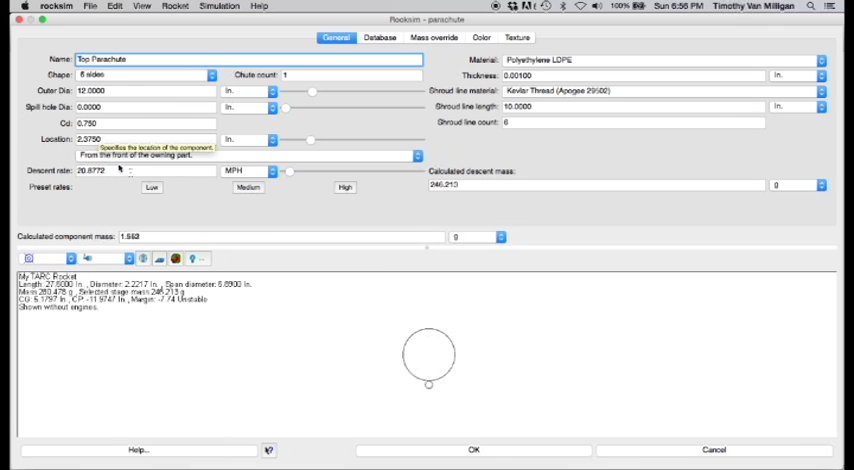 rocksim File Edit View Rocket Simulation Help 100% Sun 6:56 PM Timothy Van Milligan
Rocksim - parachute
General Database Mass override Color Texture
Name: Top Parachute Material: Polyethylene LDPE
Shape: 6 sides Chute count: 1 Thickness: 0.00100 In.
Outer Dia: 12.0000 In. Shroud line material: Kevlar Thread (Apogee 29502)
Spill hole Dia: 0.0000 In. Shroud line length: 10.0000 In.
Cd: 0.750 Shroud line count: 6
Location: 2.3750 In.
Specifies the location of the component.
From the front of the owning part.
Descent rate: 20.8772 MPH Calculated descent mass:
Preset rates: Low Medium High 246.213 g
Calculated component mass: 1.552 g
My TARC Rocket
Length: 27.5000 In. , Diameter: 2.2217 In. , Span diameter: 6.6900 In.
Mass 280.476 g , Selected stage mass 246.213 g
CG: 5.1797 In., CP: -11.9747 In., Margin: -7.74 Unstable
Shown without engines.
Help... OK Cancel